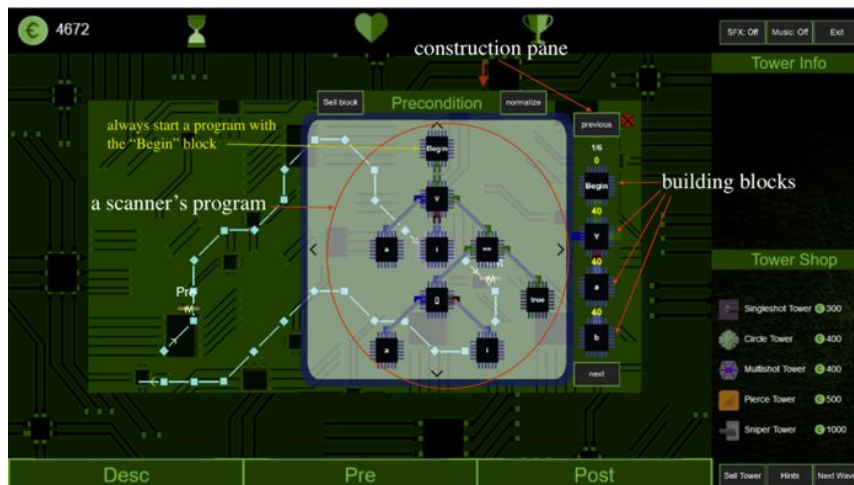 4672
SFX: Off
Music: Off
Exit
construction pane
Tower Info
Sell block
Precondition
normalize
previous
always start a program with
the “Begin” block
Begin
1/6
0
Begin
a scanner's program
∀
building blocks
40
∀
a
i
==
40
Tower Shop
Pre
[]
true
a
40
Singleshot Tower € 300
Circle Tower € 400
a
i
b
Multishot Tower € 400
next
Pierce Tower € 500
Sniper Tower € 1000
Desc
Pre
Post
Sell Tower
Hints
Next Wave